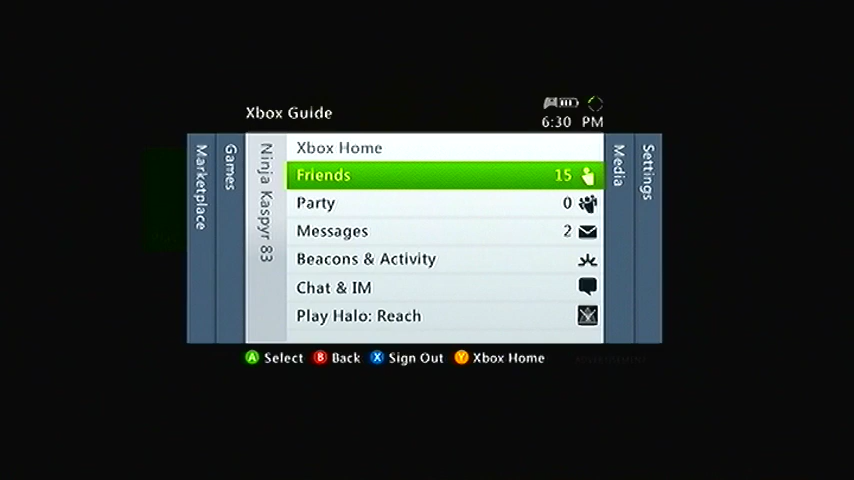 Xbox Guide
6:30 PM
Marketplace
Games
Ninja Kaspyr 83
Xbox Home
Friends 15
Party 0
Messages 2
Beacons & Activity
Chat & IM
Play Halo: Reach
Media
Settings
A Select B Back X Sign Out Y Xbox Home
ADVERTISEMENT